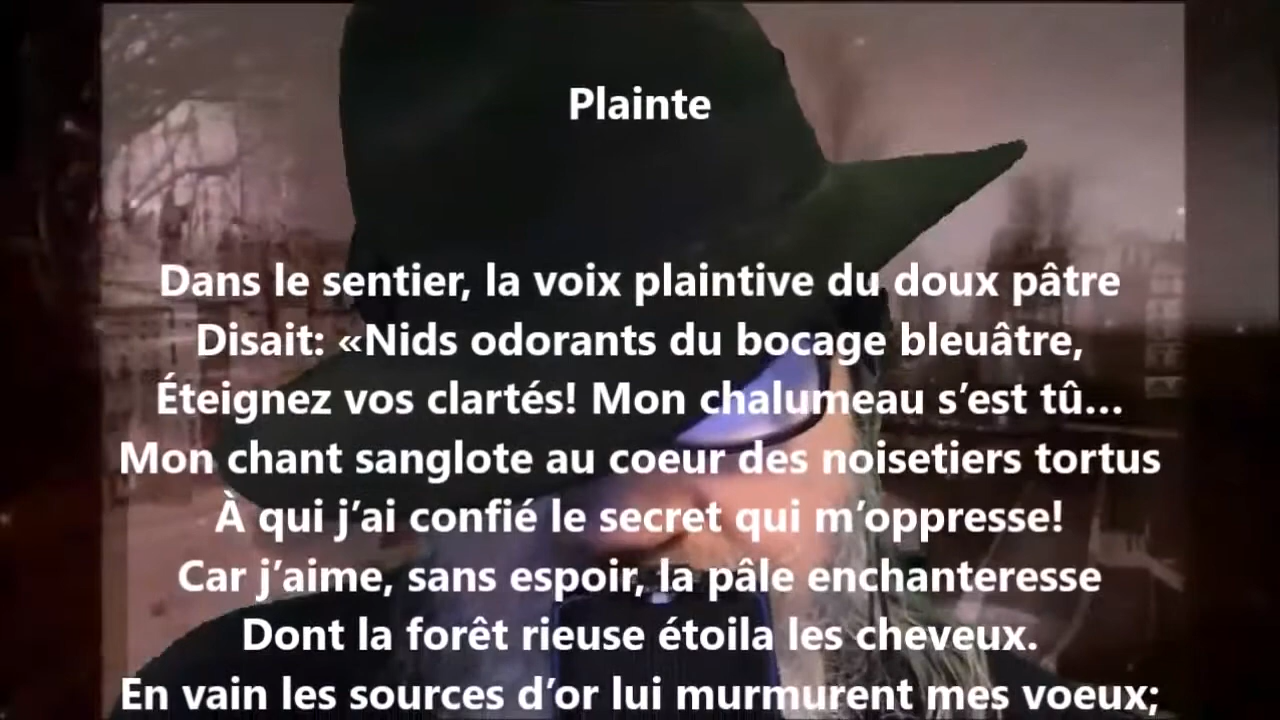 Plainte
Dans le sentier, la voix plaintive du doux pâtre
Disait: «Nids odorants du bocage bleuâtre,
Éteignez vos clartés! Mon chalumeau s’est tû...
Mon chant sanglote au coeur des noisetiers tortus
À qui j’ai confié le secret qui m’oppresse!
Car j’aime, sans espoir, la pâle enchanteresse
Dont la forêt rieuse étoila les cheveux.
En vain les sources d’or lui murmurent mes voeux;